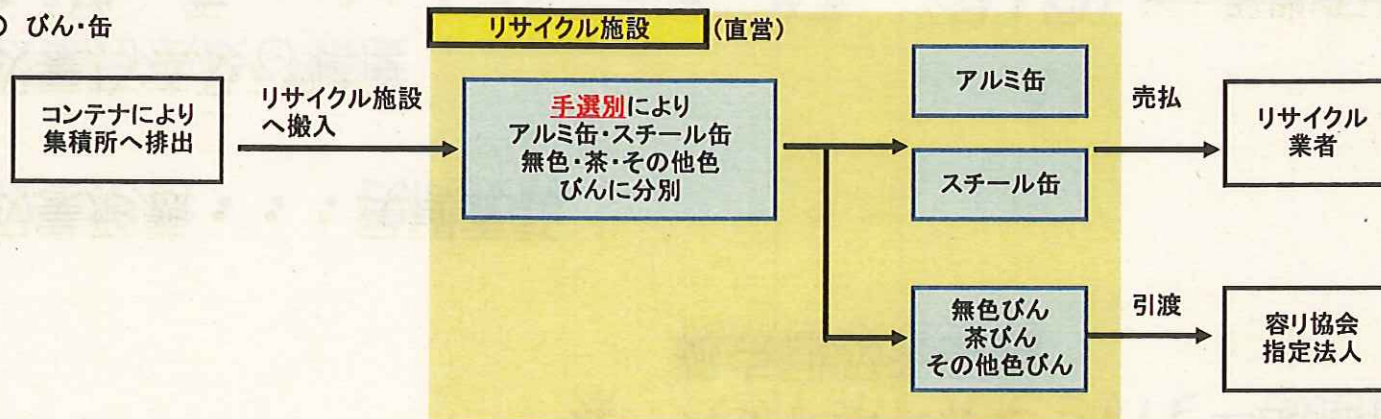 びん・缶
リサイクル施設
(直営)
コンテナにより
集積所へ排出
リサイクル施設
へ搬入
手選別により
アルミ缶・スチール缶
無色・茶・その他色
びんに分別
アルミ缶
スチール缶
売払
リサイクル
業者
無色びん
茶びん
その他色びん
引渡
容リ協会
指定法人